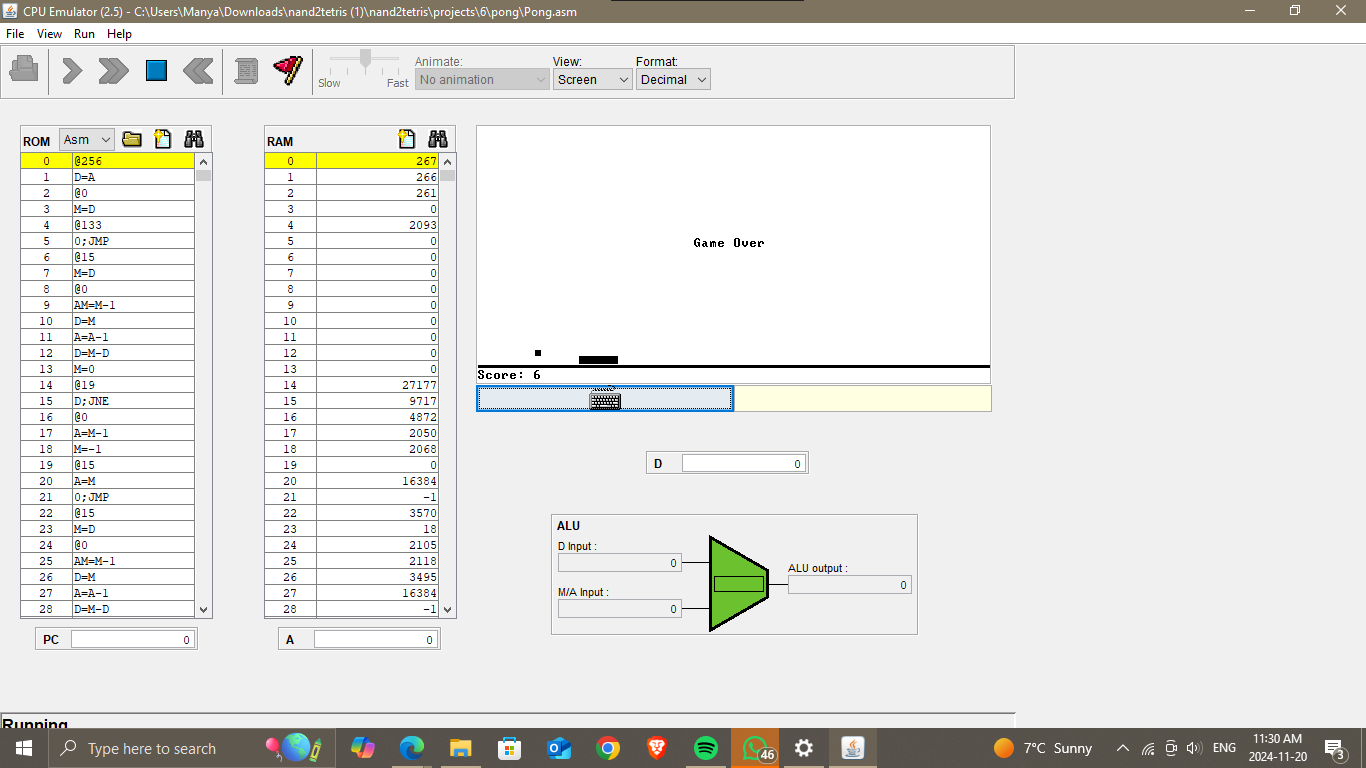 CPU Emulator (2.5) - C:\Users\Manya\Downloads\nand2tetris (1)\nand2tetris\projects\6\pong\Pong.asm
File View Run Help
Slow Fast
Animate:
No animation
View:
Screen
Format:
Decimal
ROM Asm
0 @256
1 D=A
2 @0
3 M=D
4 @133
5 0;JMP
6 @15
7 M=D
8 @0
9 AM=M-1
10 D=M
11 A=A-1
12 D=M-D
13 M=0
14 @19
15 D;JNE
16 @0
17 A=M-1
18 M=-1
19 @15
20 A=M
21 0;JMP
22 @15
23 M=D
24 @0
25 AM=M-1
26 D=M
27 A=A-1
28 D=M-D
PC 0
RAM
0 267
1 266
2 261
3 0
4 2093
5 0
6 0
7 0
8 0
9 0
10 0
11 0
12 0
13 0
14 27177
15 9717
16 4872
17 2050
18 2068
19 0
20 16384
21 -1
22 3570
23 18
24 2105
25 2118
26 3495
27 16384
28 -1
A 0
Game Over
Score: 6
D 0
ALU
D Input :
0
M/A Input :
0
ALU output :
0
Running
Type here to search
46
7°C Sunny
ENG
11:30 AM
2024-11-20
3